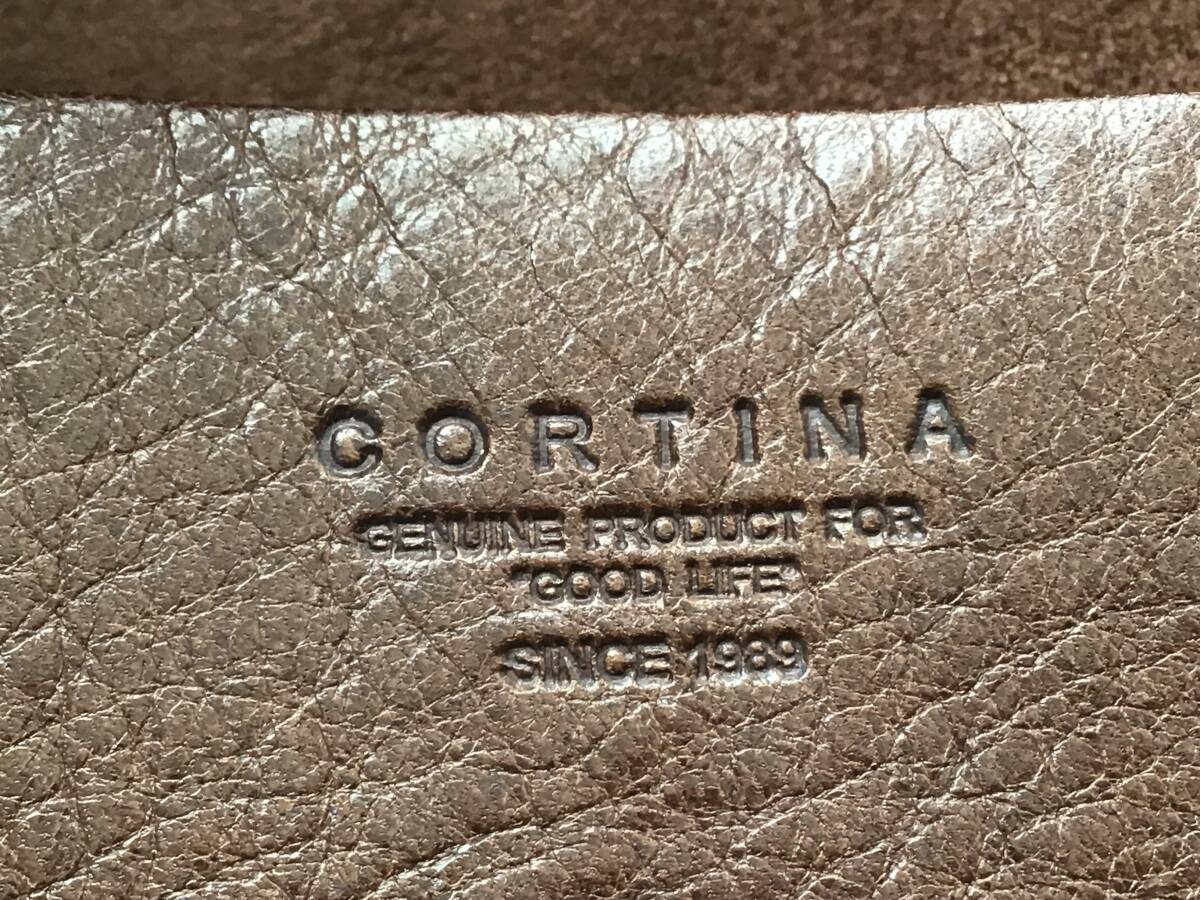 CORTINA
GENUINE PRODUCT FOR
"GOOD LIFE"
SINCE 1989